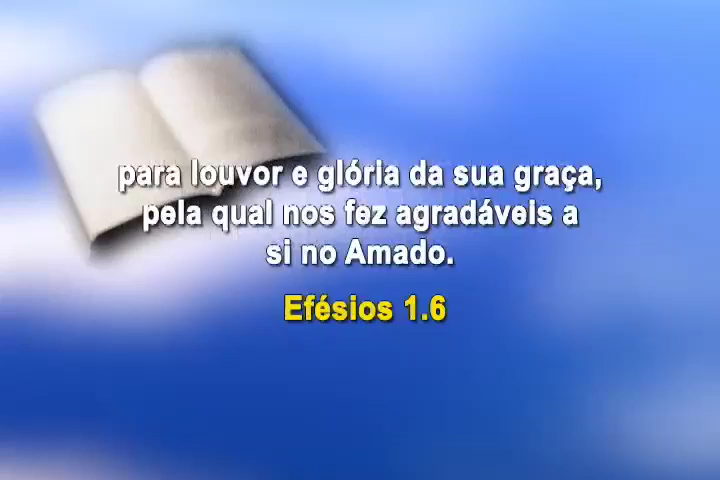 para louvor e glória da sua graça,
pela qual nos fez agradáveis a
si no Amado.
Efésios 1.6